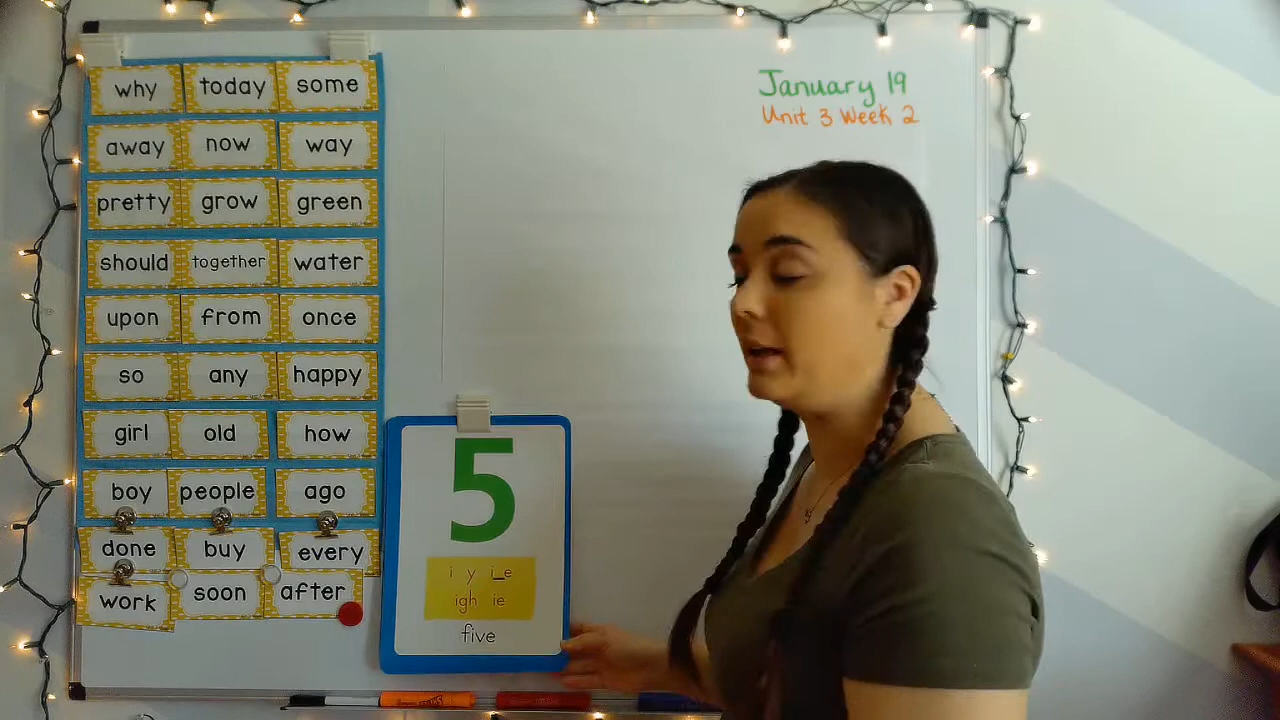 why today some
away now way
pretty grow green
should together water
upon from once
so any happy
girl old how
boy people ago
done buy every
work soon after
January 19
Unit 3 Week 2
5
i y i_e
igh ie
five